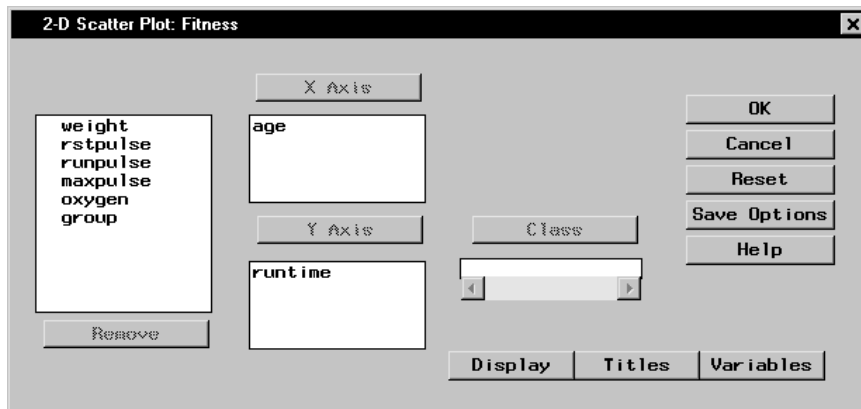 2-D Scatter Plot: Fitness
X Axis
weight
rstpulse
runpulse
maxpulse
oxygen
group
Remove
age
Y Axis
runtime
Class
OK
Cancel
Reset
Save Options
Help
Display
Titles
Variables